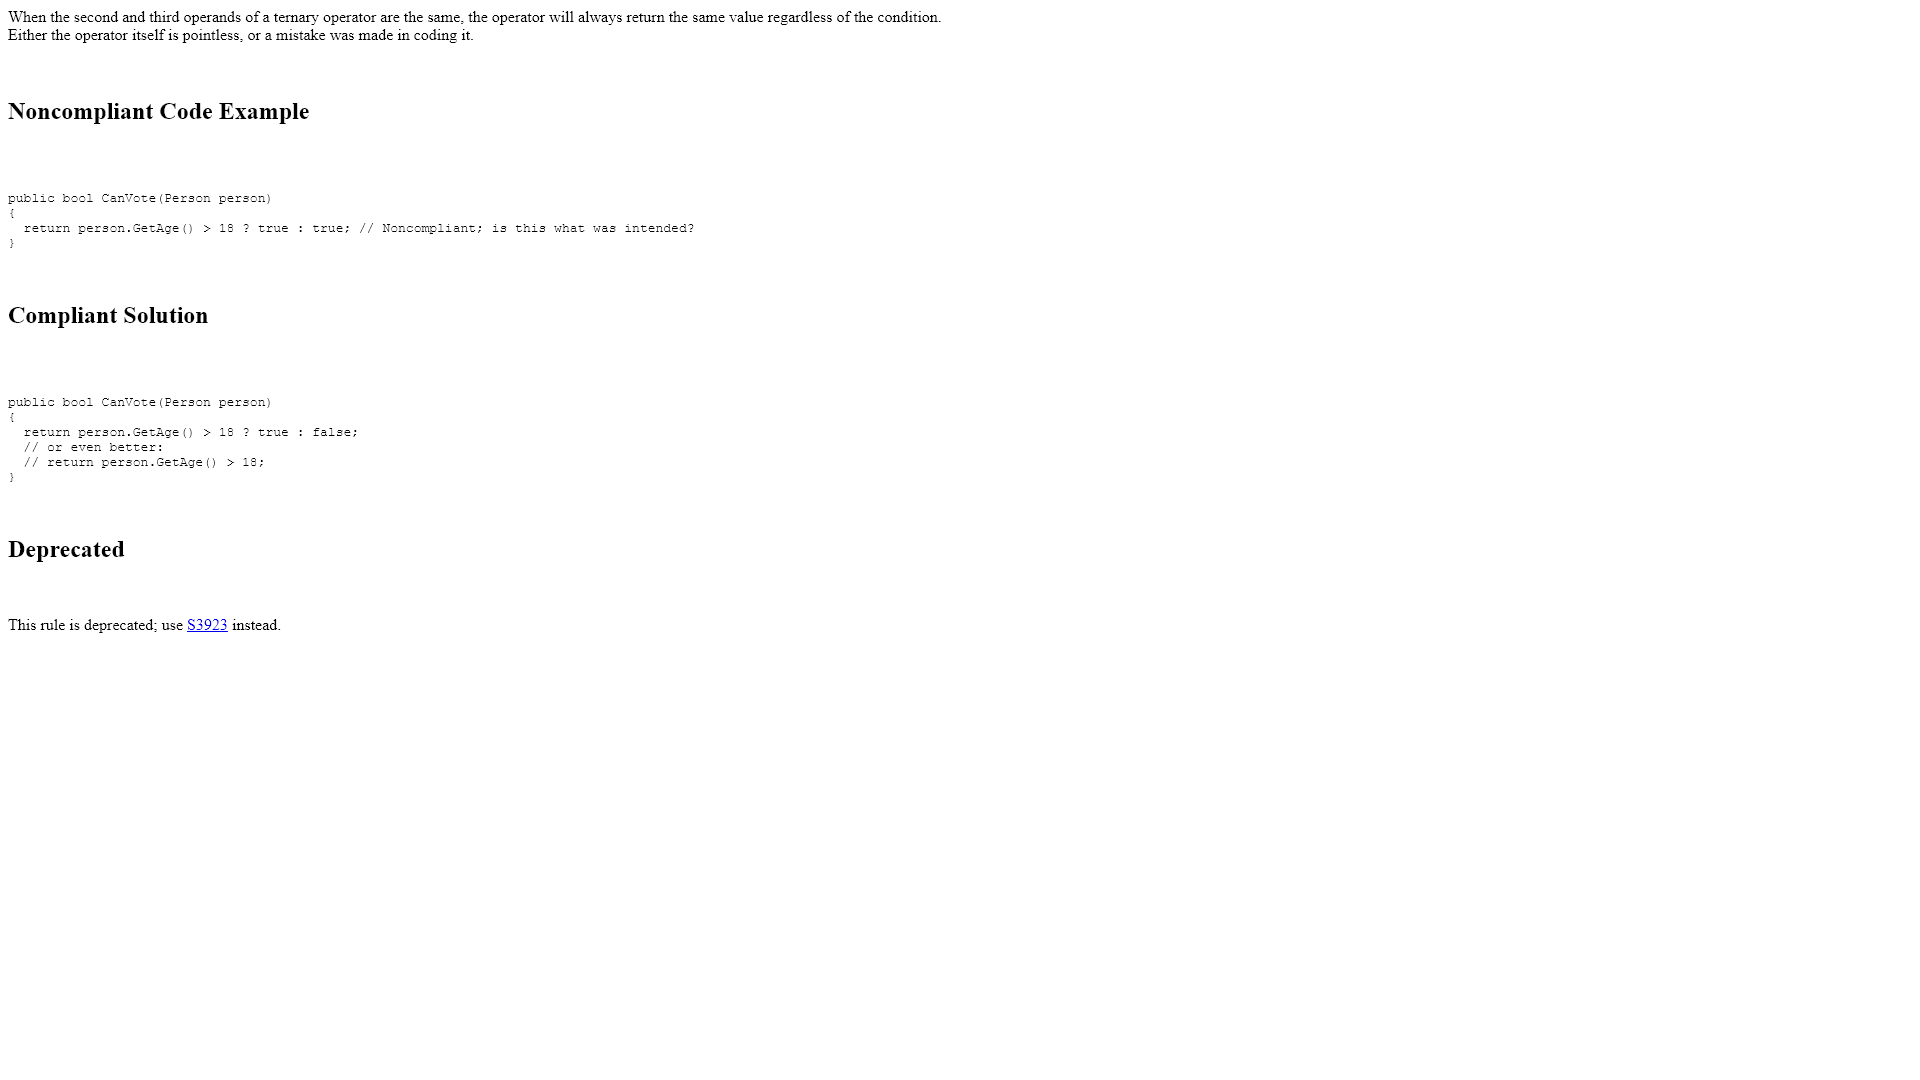 When the second and third operands of a ternary operator are the same, the operator will always return the same value regardless of the condition.
Either the operator itself is pointless, or a mistake was made in coding it.
Noncompliant Code Example
public bool CanVote(Person person)
{
  return person.GetAge() > 18 ? true : true; // Noncompliant; is this what was intended?
}
Compliant Solution
public bool CanVote(Person person)
{
  return person.GetAge() > 18 ? true : false;
  // or even better:
  // return person.GetAge() > 18;
}
Deprecated
This rule is deprecated; use S3923 instead.